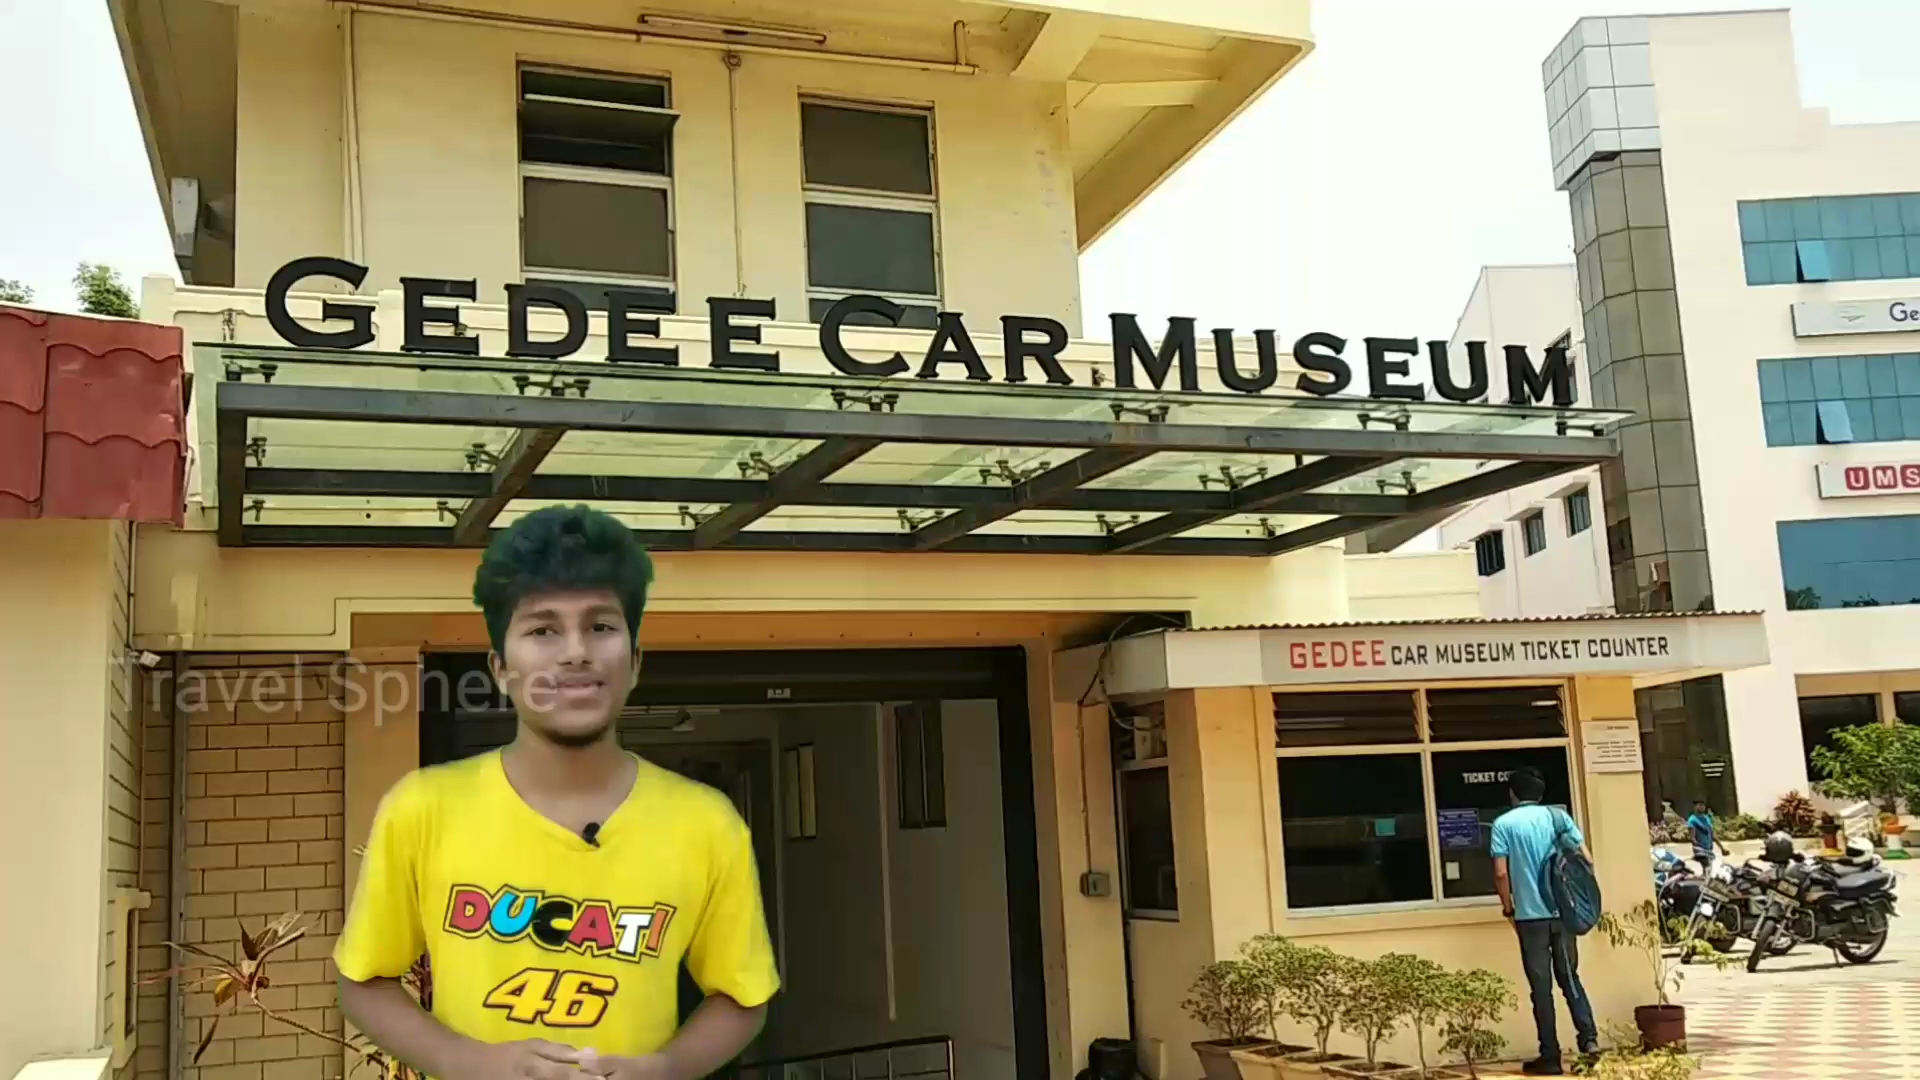 GEDEE CAR MUSEUM
Ge
UMS
GEDEE CAR MUSEUM TICKET COUNTER
Travel Sphere
TICKET CO
DUCATI
46